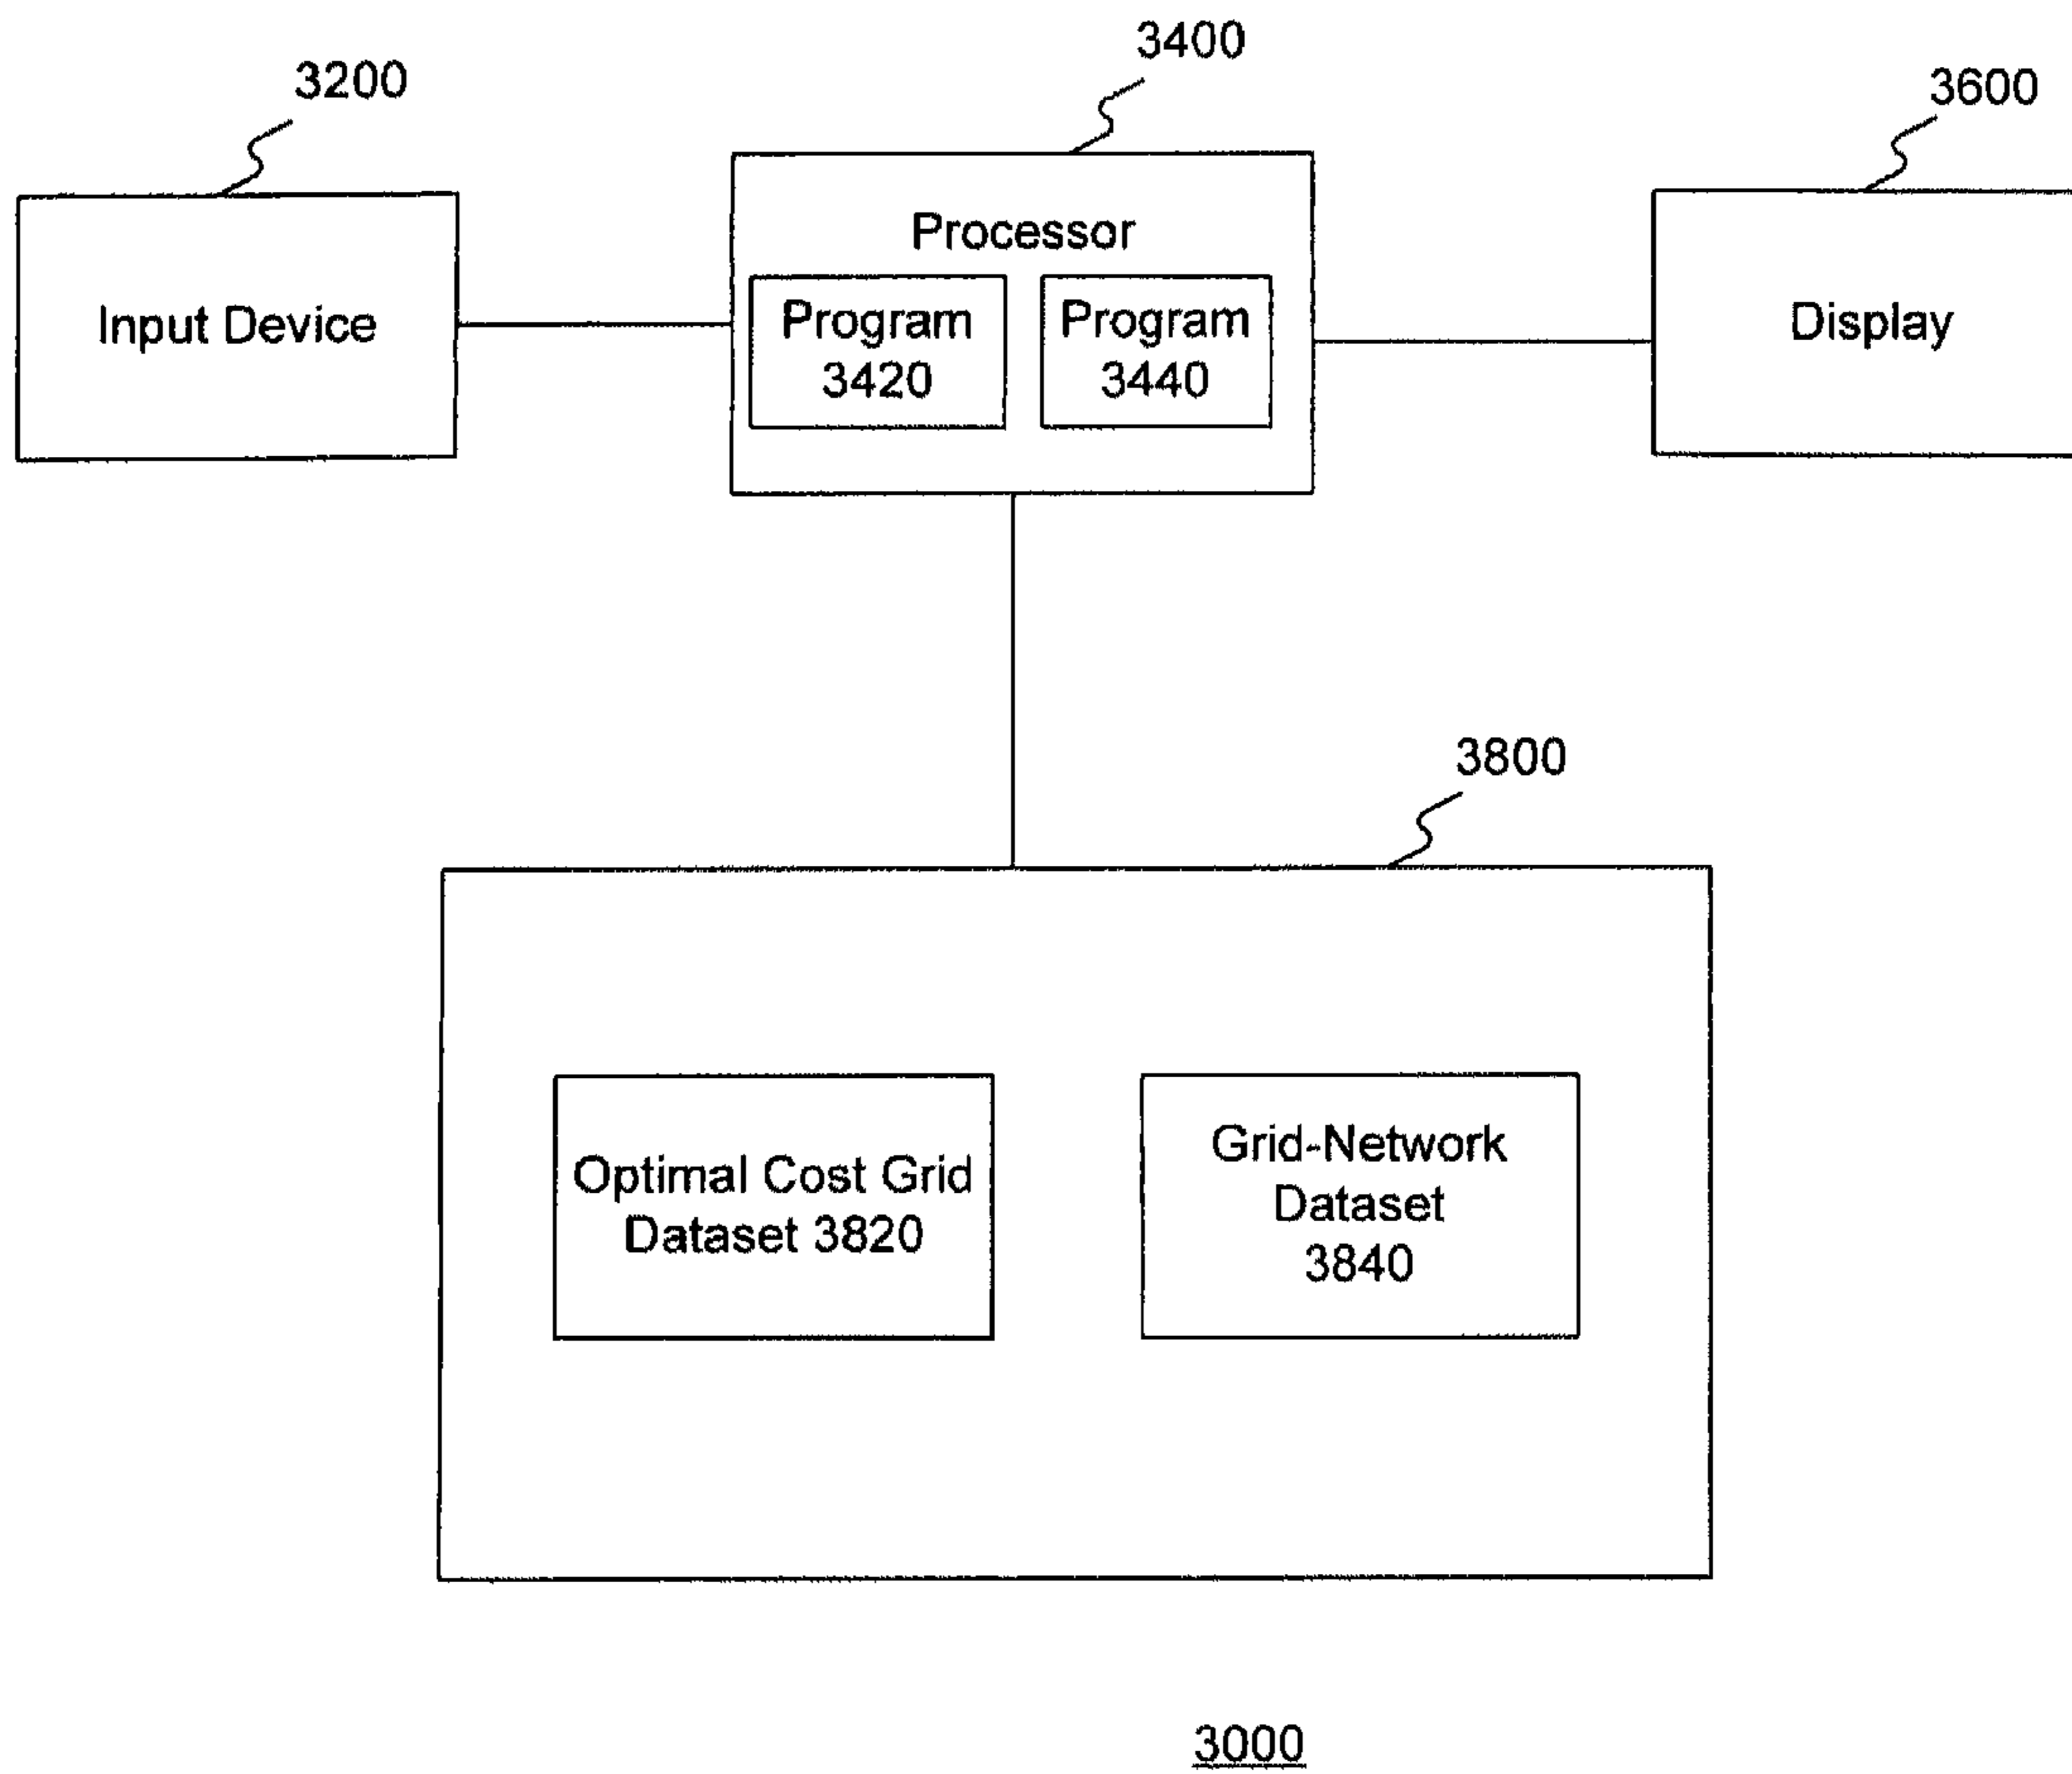 3400
3200
3600
Processor
Input Device
Program
3420
Program
3440
Display
3800
Optimal Cost Grid
Dataset 3820
Grid-Network
Dataset
3840
3000